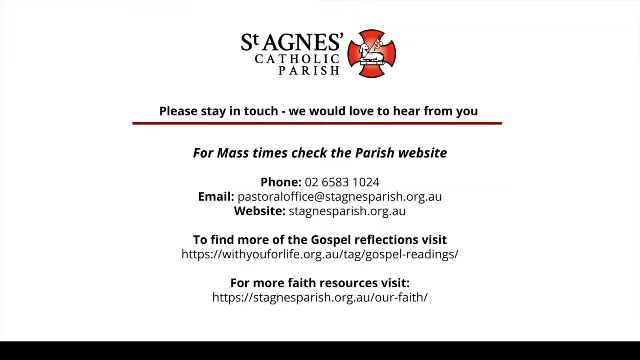 St AGNES'
CATHOLIC
PARISH
Please stay in touch - we would love to hear from you
For Mass times check the Parish website
Phone: 02 6583 1024
Email: pastoraloffice@stagnesparish.org.au
Website: stagnesparish.org.au
To find more of the Gospel reflections visit
https://withyouforlife.org.au/tag/gospel-readings/
For more faith resources visit:
https://stagnesparish.org.au/our-faith/